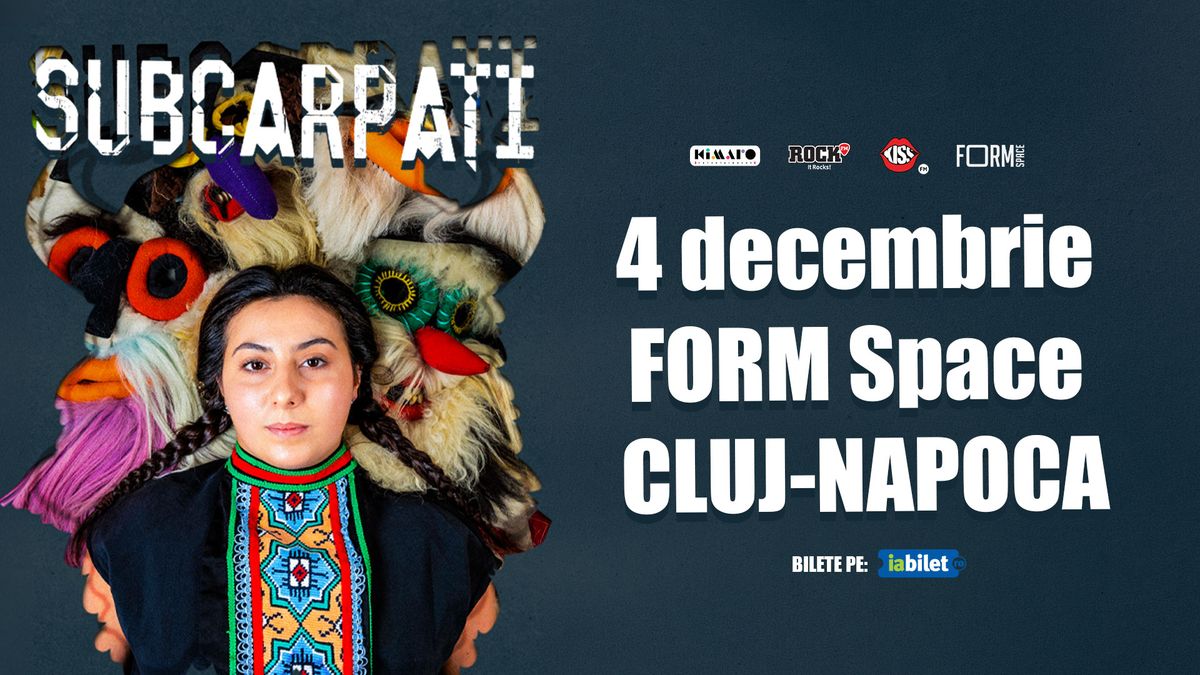 SUBCARPATI
KIMARO
ROCK FM
It Rocks!
KISS
FM
FORM SPACE
4 decembrie
FORM Space
CLUJ-NAPOCA
BILETE PE: iabilet.ro